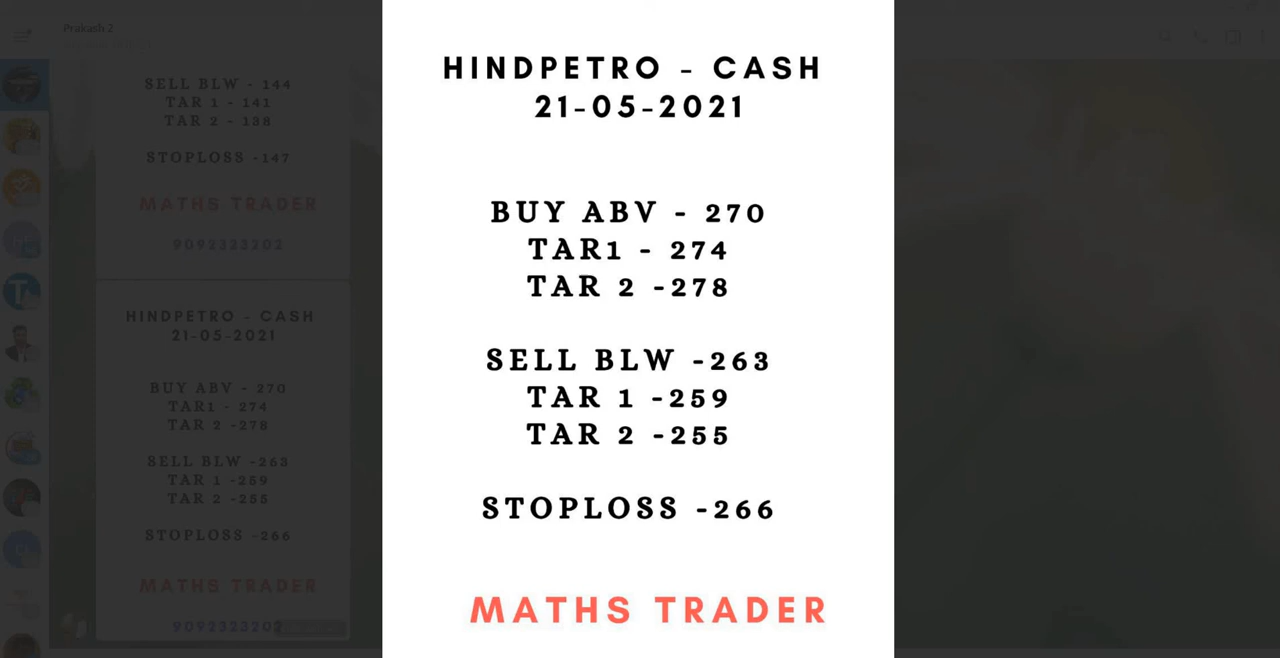 Prakash 2
SELL BLW - 144
TAR 1 - 141
TAR 2 - 138
STOPLOSS -147
MATHS TRADER
9092333202
HINDPETRO - CASH
21-05-2021
BUY ABV - 270
TAR1 - 274
TAR 2 -278
SELL BLW -263
TAR 1 -259
TAR 2 -255
STOPLOSS -266
MATHS TRADER
HINDPETRO - CASH
21-05-2021
BUY ABV - 270
TAR1 - 274
TAR 2 -278
SELL BLW -263
TAR 1 -259
TAR 2 -255
STOPLOSS -266
MATHS TRADER